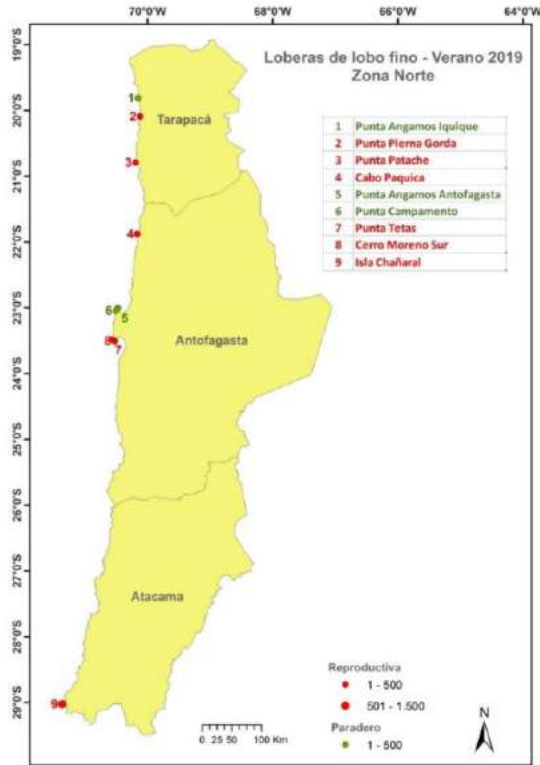 70°0'W 68°0'W 66°0'W 64°0'W
Loberas de lobo fino - Verano 2019
Zona Norte
19°0'S
20°0'S
21°0'S
22°0'S
23°0'S
24°0'S
25°0'S
26°0'S
27°0'S
28°0'S
29°0'S
1
2
3
4
6
5
8
7
9
Tarapacá
Antofagasta
Atacama
1 Punta Angamos Iquique
2 Punta Pierna Gorda
3 Punta Patache
4 Cabo Paquica
5 Punta Angamos Antofagasta
6 Punta Campamento
7 Punta Tetas
8 Cerro Moreno Sur
9 Isla Chañaral
Reproductiva
1 - 500
501 - 1.500
Paradero
1 - 500
0 25 50 100 Km
N